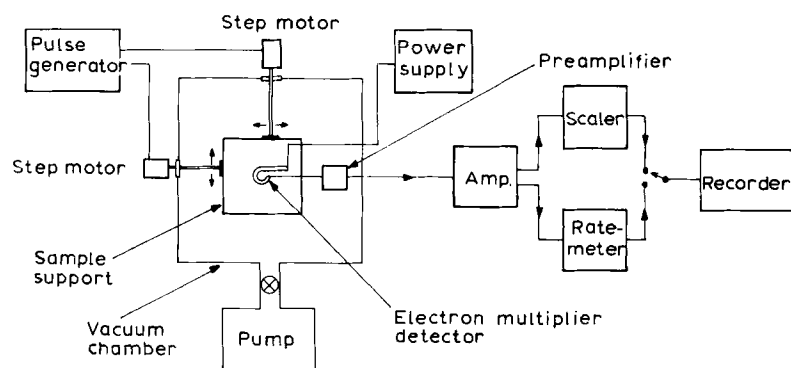 Step motor
Pulse
generator
Power
supply
Preamplifier
Scaler
Step motor
Amp.
Recorder
Rate-
meter
Sample
support
Vacuum
chamber
Pump
Electron multiplier
detector